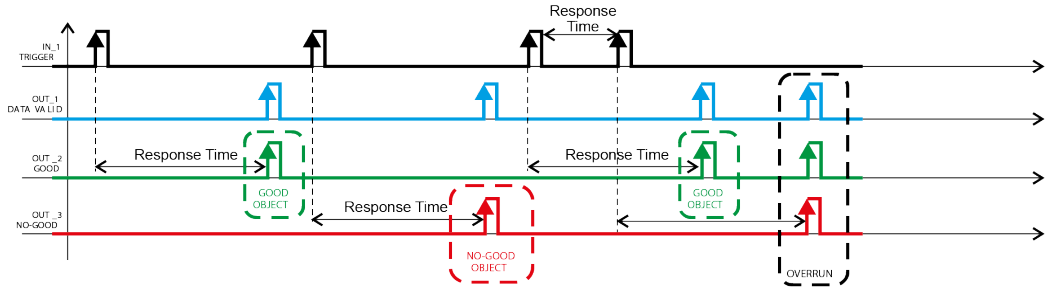 Response
Time
IN_1
TRIGGER
OUT_1
DATA VALID
OUT_2
GOOD
Response Time
Response Time
GOOD
OBJECT
GOOD
OBJECT
OUT_3
NO-GOOD
Response Time
NO-GOOD
OBJECT
OVERRUN